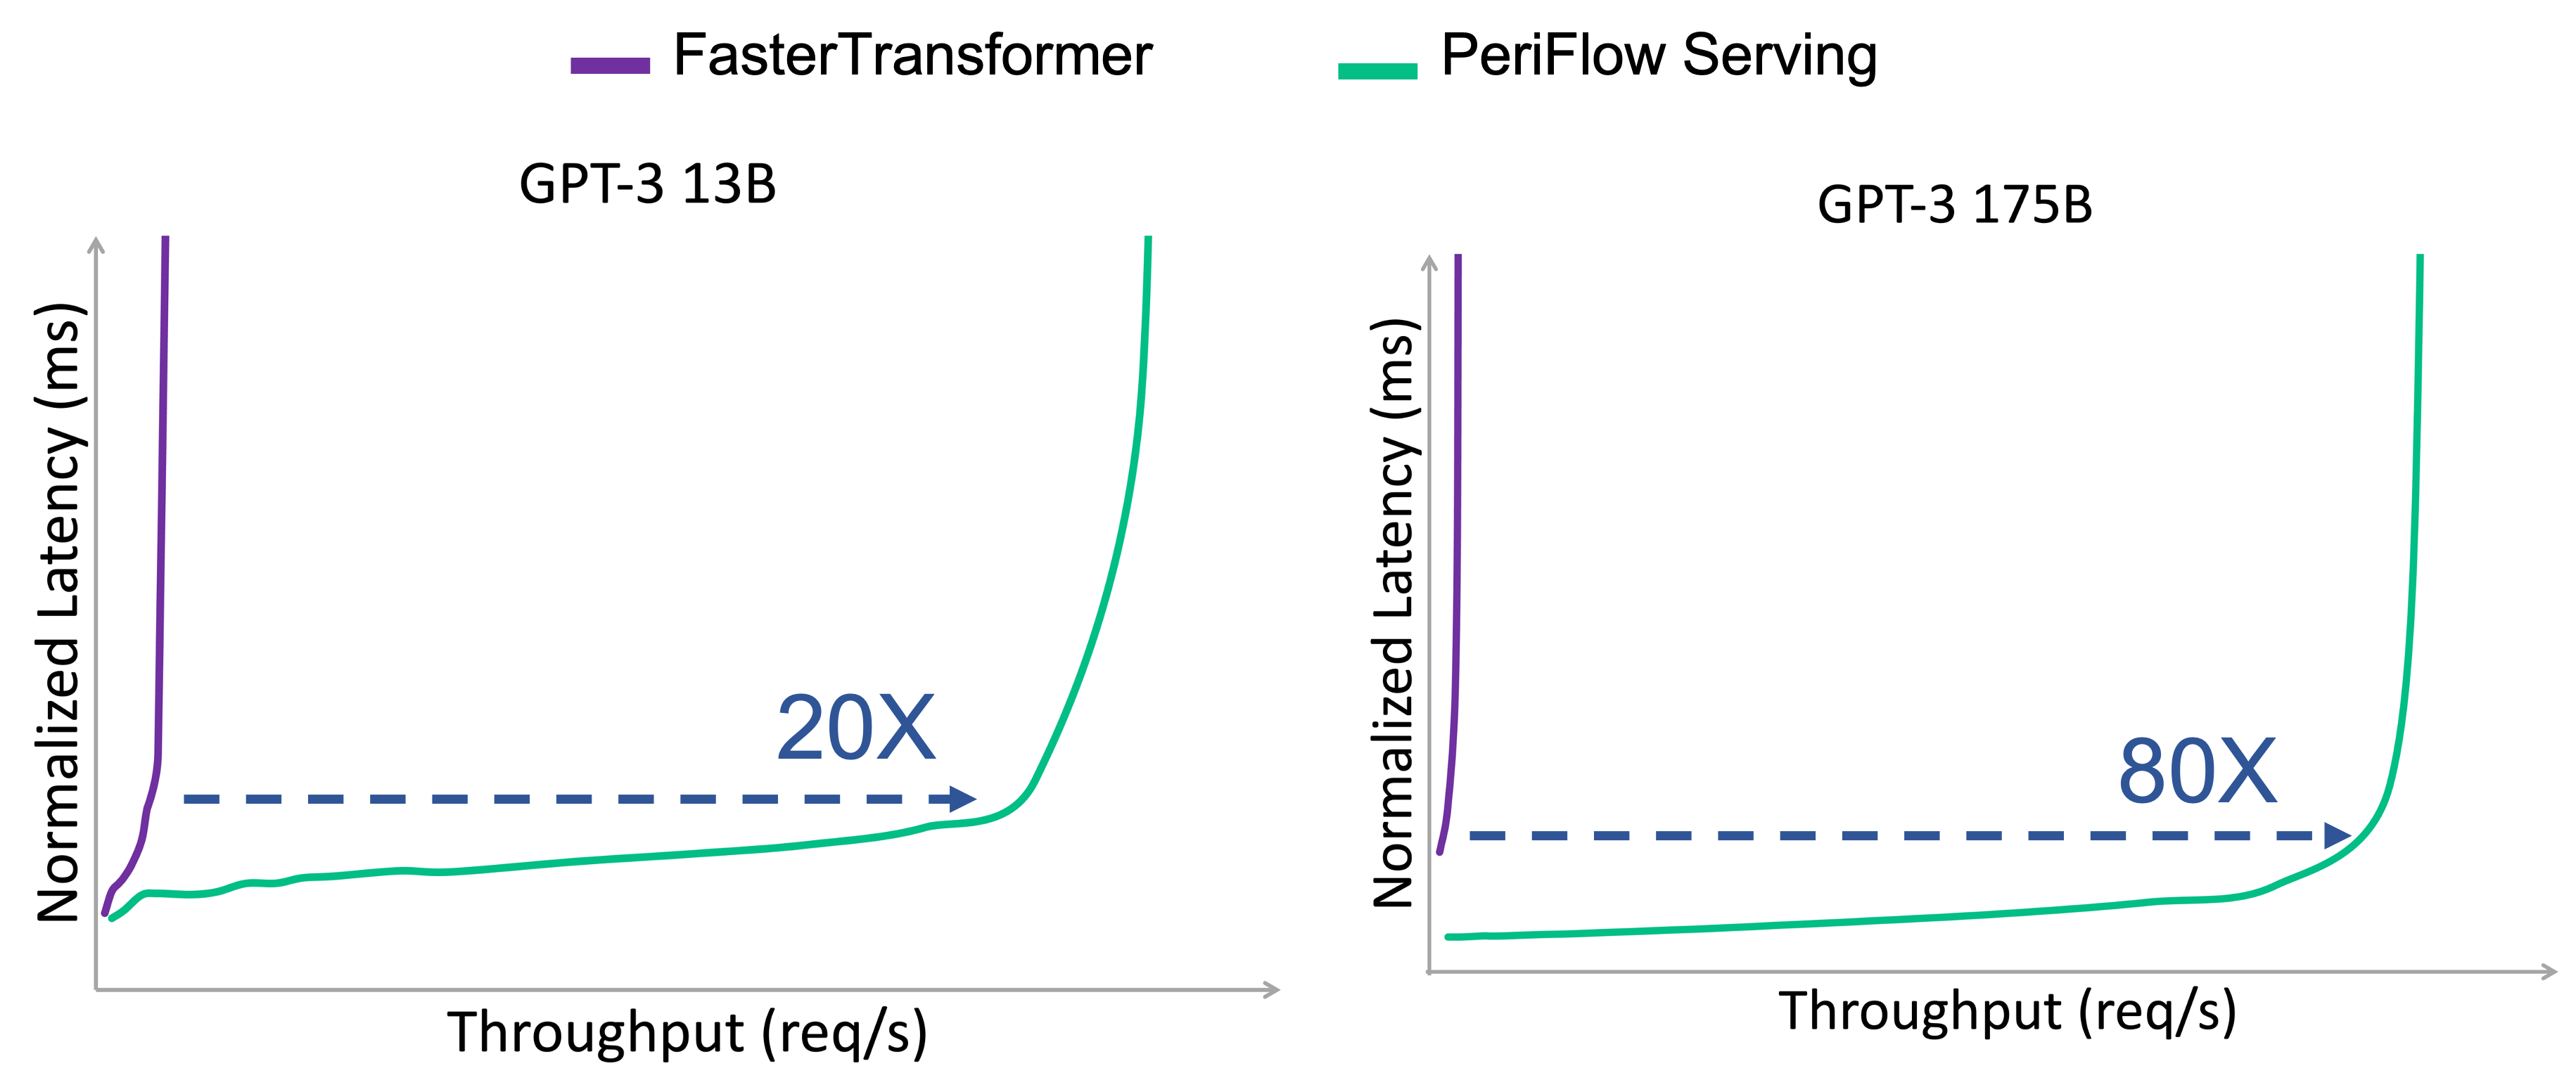 FasterTransformer
PeriFlow Serving
GPT-3 13B
Normalized Latency (ms)
20X
Throughput (req/s)
GPT-3 175B
Normalized Latency (ms)
80X
Throughput (req/s)